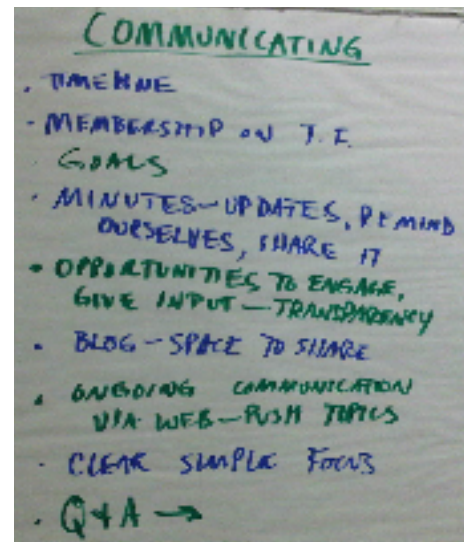 COMMUNICATING
· TIMELINE
- MEMBERSHIP ON T.F.
· GOALS
· MINUTES - UPDATES, REMIND
OURSELVES, SHARE IT
• OPPORTUNITIES TO ENGAGE,
GIVE INPUT - TRANSPARENCY
· BLOG - SPACE TO SHARE
· ONGOING COMMUNICATION
VIA WEB - PUSH TOPICS
· CLEAR SIMPLE FOCUS
· Q & A →